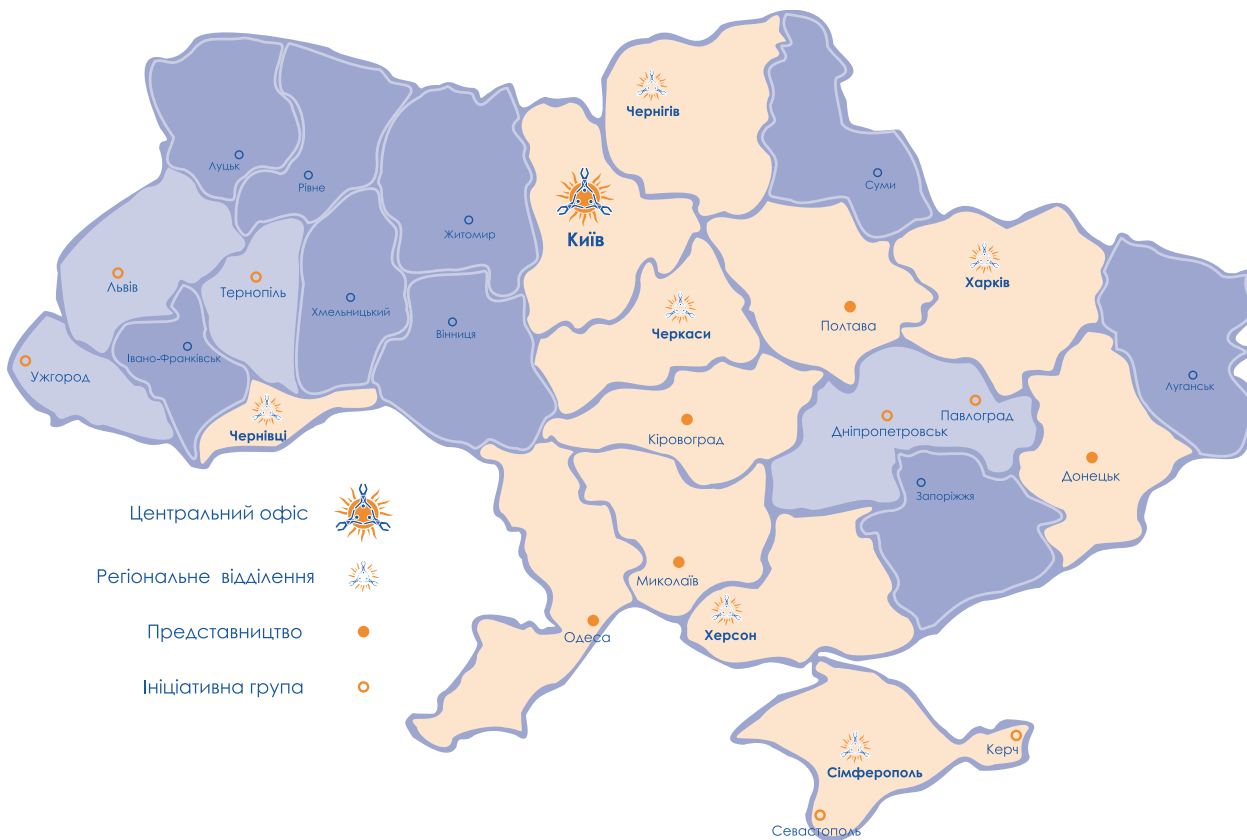 Чернігів
Луцьк
Рівне
Суми
Житомир
Київ
Львів
Тернопіль
Хмельницький
Харків
Черкаси
Полтава
Вінниця
Івано-Франківськ
Ужгород
Луганськ
Чернівці
Кіровоград
Дніпропетровськ
Павлоград
Донецьк
Запоріжжя
Центральний офіс
Регіональне відділення
Миколаїв
Представництво
Одеса
Херсон
Ініціативна група
Керч
Сімферополь
Севастополь